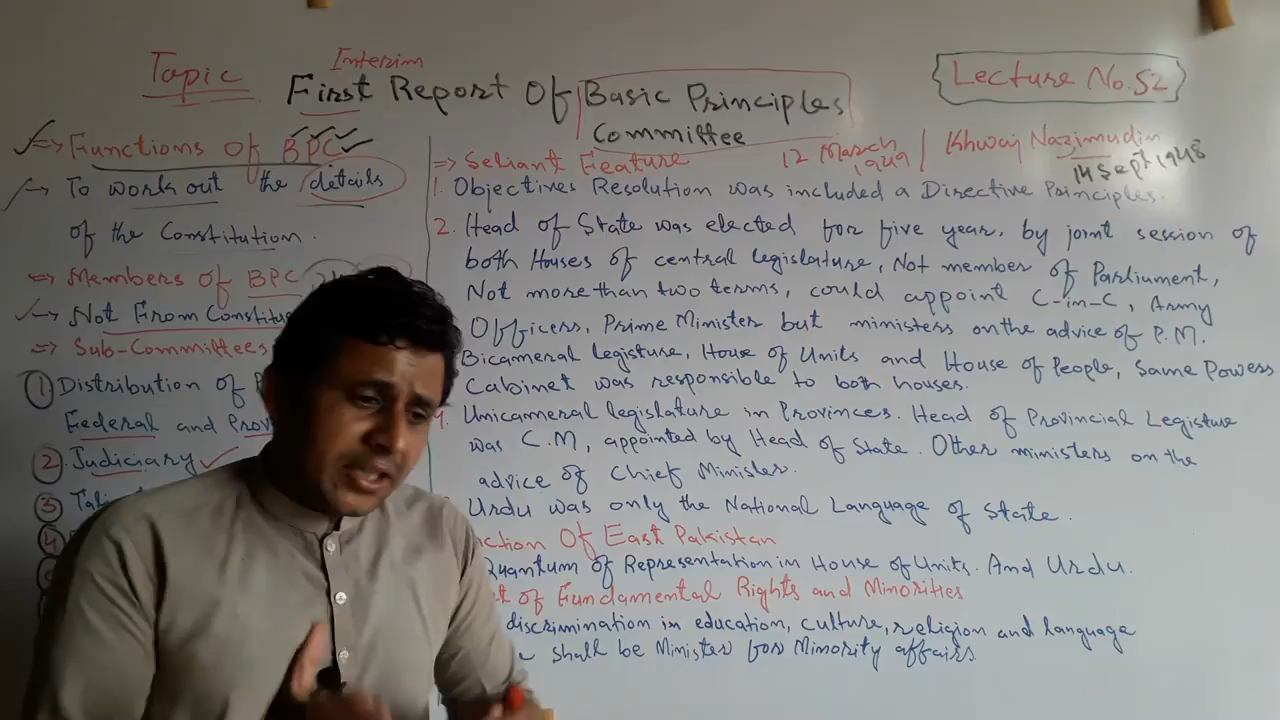 Topic
Interim
First Report Of Basic Principles
Committee
Lecture No.52
=> Functions Of BPC
To work out the details
of the Constitution.
=> Members of BPC
Not From Constitue
=> Sub-Committees
1 Distribution of
Federal and Prov
2. Judiciary
3
4
=> Seliant Feature
12 March 1949 | Khwaj Nazimudin
14 Sept 1948
1. Objectives Resolution was included a Directive Principles.
2. Head of State was elected for five year, by joint session of
both Houses of central legislature, Not member of Parliument,
Not more than two terms, could appoint C-in-C, Army
Officers, Prime Minister but ministers on the advice of P.M.
Bicameral legisture, House of Units and House of People, Same Powers
Cabinet was responsible to both houses.
4. Unicameral legislature in Provinces. Head of Provincial Legisture
was C.M, appointed by Head of State. Other ministers on the
advice of Chief Minister.
Urdu was only the National Language of State.
ction Of East Pakistan
Quantum of Representation in House of Units. And Urdu.
of Fundamental Rights and Minorities
discrimination in education, culture, religion and language
shall be Minister for Minority affairs.